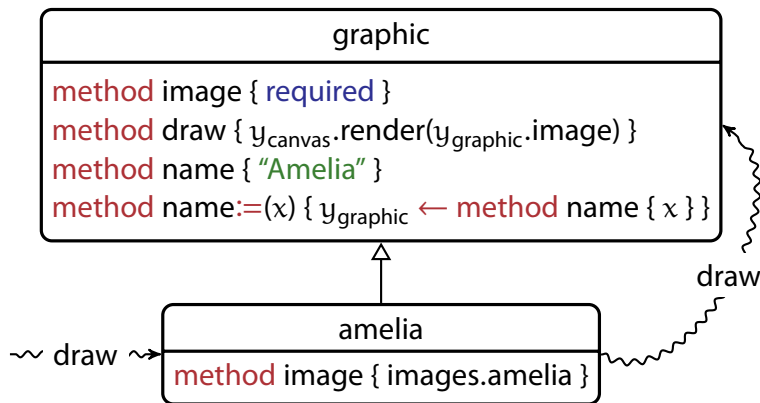 graphic
method image { required }
method draw { ycanvas.render(ygraphic.image) }
method name { “Amelia” }
method name:=(x) { ygraphic ← method name { x } }
draw
amelia
draw
method image { images.amelia }